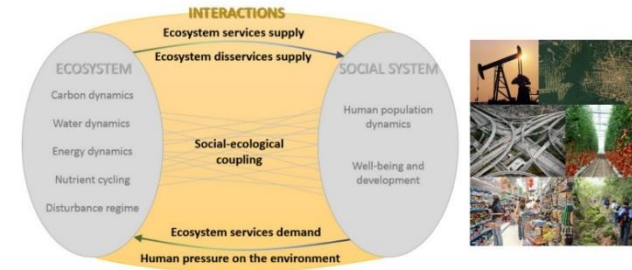 INTERACTIONS
Ecosystem services supply
Ecosystem disservices supply
ECOSYSTEM
Carbon dynamics
Water dynamics
Energy dynamics
Nutrient cycling
Disturbance regime
Social-ecological
coupling
SOCIAL SYSTEM
Human population
dynamics
Well-being and
development
Ecosystem services demand
Human pressure on the environment